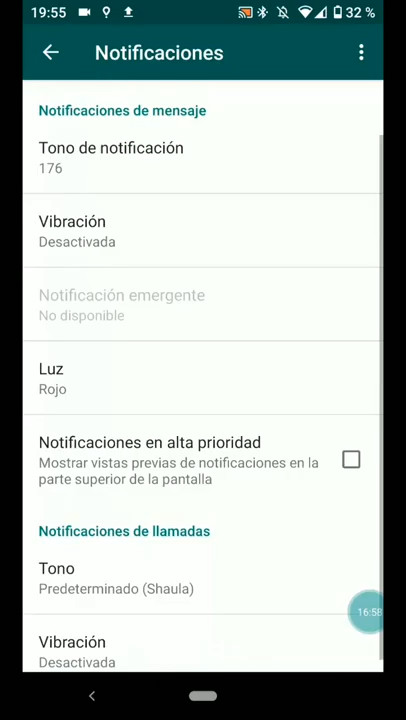 19:55
32 %
Notificaciones
Notificaciones de mensaje
Tono de notificación
176
Vibración
Desactivada
Notificación emergente
No disponible
Luz
Rojo
Notificaciones en alta prioridad
Mostrar vistas previas de notificaciones en la
parte superior de la pantalla
Notificaciones de llamadas
Tono
Predeterminado (Shaula)
16:58
Vibración
Desactivada